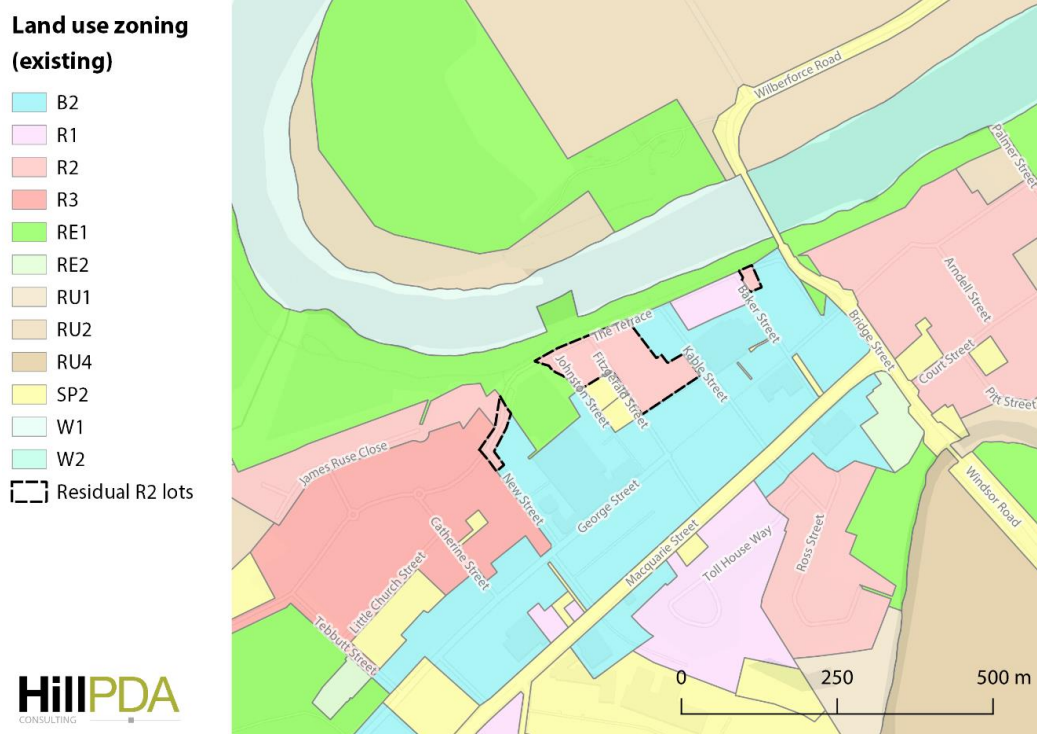 Land use zoning
(existing)
B2
R1
R2
R3
RE1
RE2
RU1
RU2
RU4
SP2
W1
W2
Residual R2 lots
HillPDA
CONSULTING
Wilberforce Road
Palmer Street
Arndell Street
Bridge Street
Baker Street
The Terrace
Court Street
Kable Street
Fitzgerald Street
Johnston Street
Pitt Street
James Ruse Close
New Street
George Street
Windsor Road
Catherine Street
Macquarie Street
Toll House Way
Ross Street
Little Church Street
Tebbutt Street
0 250 500 m